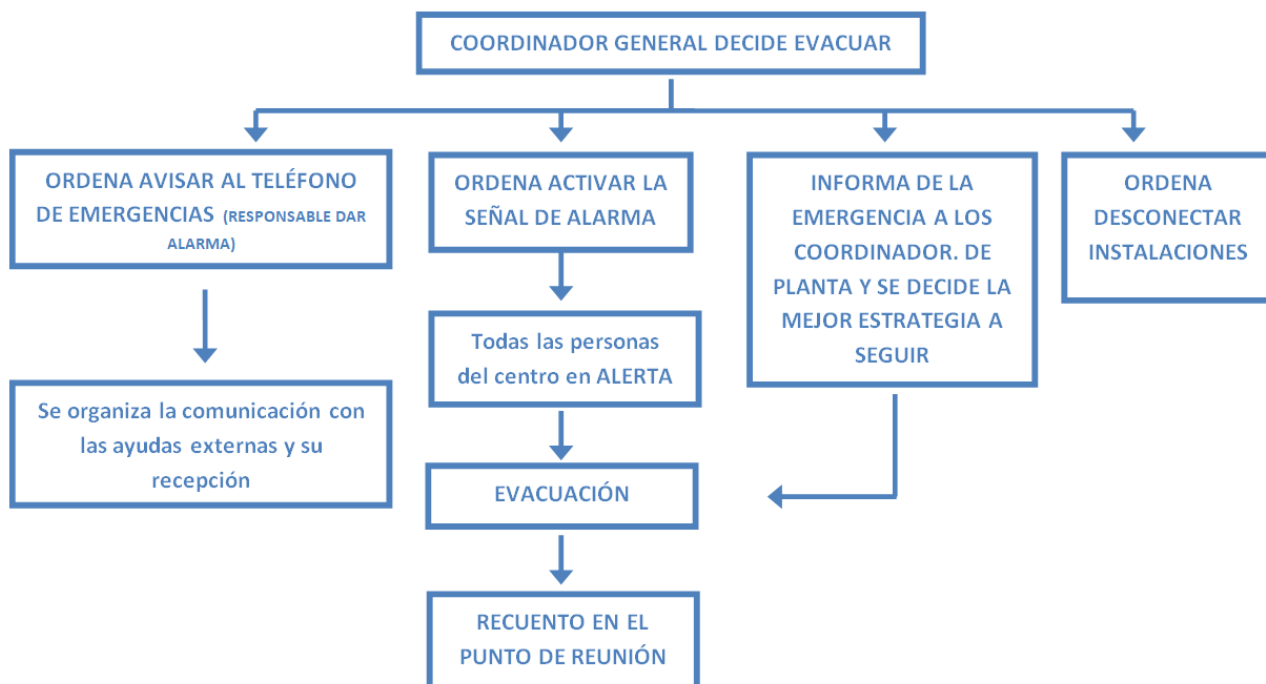 COORDINADOR GENERAL DECIDE EVACUAR
ORDENA AVISAR AL TELÉFONO
DE EMERGENCIAS (RESPONSABLE DAR
ALARMA)
ORDENA ACTIVAR LA
SEÑAL DE ALARMA
INFORMA DE LA
EMERGENCIA A LOS
COORDINADOR. DE
PLANTA Y SE DECIDE LA
MEJOR ESTRATEGIA A
SEGUIR
ORDENA
DESCONECTAR
INSTALACIONES
Todas las personas
del centro en ALERTA
Se organiza la comunicación con
las ayudas externas y su
recepción
EVACUACIÓN
RECUENTO EN EL
PUNTO DE REUNIÓN